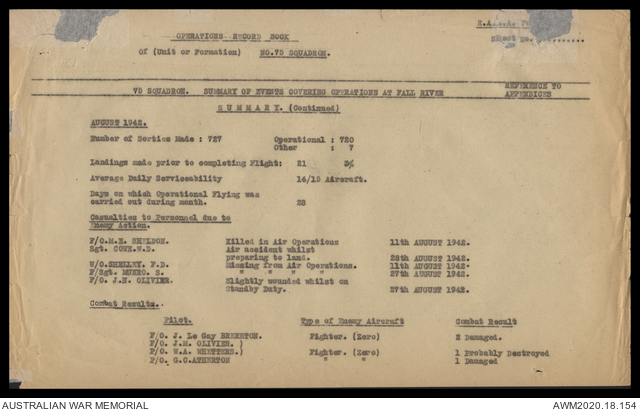 R.A.A.F.
OPERATIONS RECORD BOOK
Sheet No.
Of (Unit or Formation) NO.75 SQUADRON.
75 SQUADRON. SUMMARY OF EVENTS COVERING OPERATIONS AT FALL RIVER REFERENCE TO APPENDICES
SUMMARY. (Continued)
AUGUST 1942.
Number of Sorties Made : 727 Operational : 720
Other : 7
Landings made prior to completing Flight: 21 3%
Average Daily Serviceability 14/15 Aircraft.
Days on which Operational Flying was
carried out during month. 28
Casualties to Personnel due to
Enemy Action.
F/O.M.E. SHELDON. Killed in Air Operations 11th AUGUST 1942.
Sgt. COWE.W.D. Air accident whilst
preparing to land. 28th AUGUST 1942.
W/O.SHELLEY. F.D. Missing from Air Operations. 11th AUGUST 1942.
F/Sgt. MUNRO. S. " " " " 27th AUGUST 1942.
F/O. J.H. OLIVIER. Slightly wounded whilst on
Standby Duty. 27th AUGUST 1942.
Combat Results.
Pilot. Type of Enemy Aircraft Combat Result
F/O. J. Le Gay BRERETON. Fighter. (Zero) 2 Damaged.
F/O. J.M. OLIVIER. )
P/O. W.A. WHETTERS.) Fighter. (Zero) 1 Probably Destroyed
P/O. G.C.ATHERTON " " 1 Damaged
AUSTRALIAN WAR MEMORIAL AWM2020.18.154